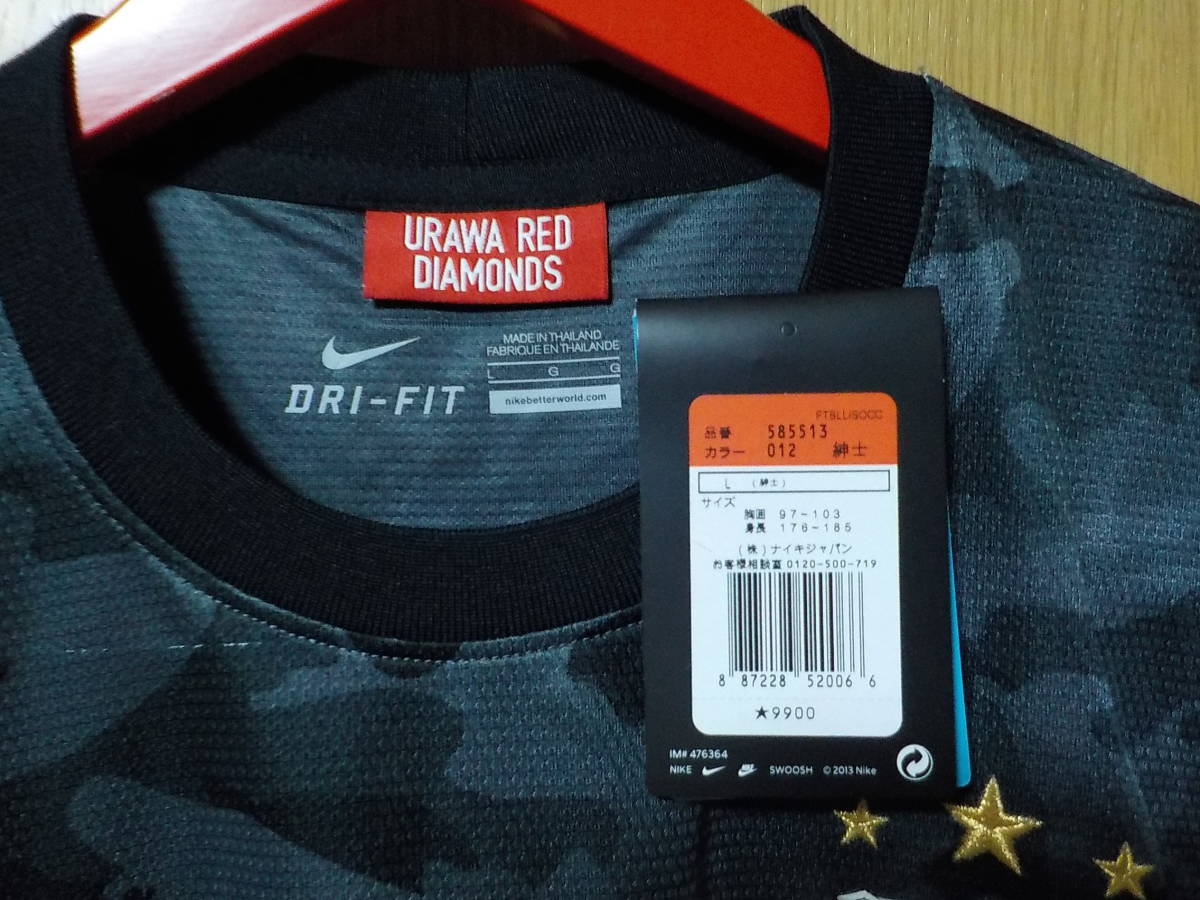 URAWA RED
DIAMONDS
MADE IN THAILAND
FABRIQUE EN THAILANDE
L G G
DRI-FIT
nikebetterworld.com
FTBLL/SOCC
品番 585513
カラー 012 紳士
L (紳士)
サイズ
胸囲 97~103
身長 176~185
(株)ナイキジャパン
お客様相談室 0120-500-719
8 87228 52006 6
★9900
IM# 476364
NIKE SWOOSH © 2013 Nike